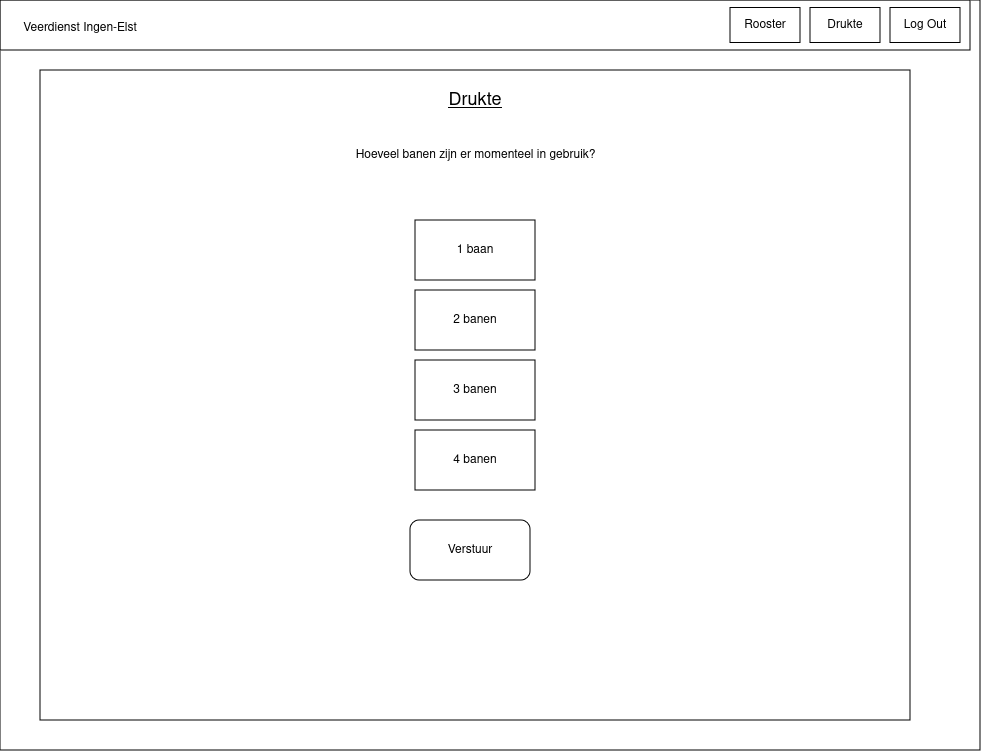 Veerdienst Ingen-Elst
Rooster
Drukte
Log Out
Drukte
Hoeveel banen zijn er momenteel in gebruik?
1 baan
2 banen
3 banen
4 banen
Verstuur